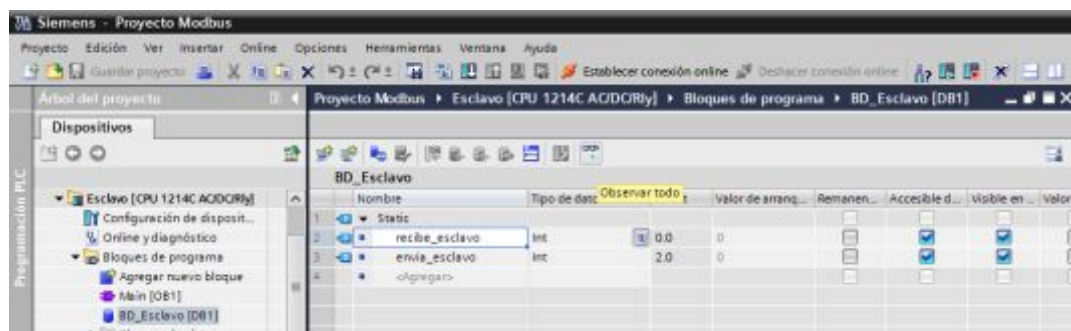 Siemens - Proyecto Modbus
Proyecto Edición Ver Insertar Online Opciones Herramientas Ventana Ayuda
Guardar proyecto Establecer conexión online Deshacer conexión online
Árbol del proyecto
Proyecto Modbus Esclavo [CPU 1214C AC/DC/Rly] Bloques de programa BD_Esclavo [DB1]
Dispositivos
Programación PLC
BD_Esclavo
Observar todo
Nombre Tipo de dato Valor de arranq... Remanen... Accesible d... Visible en ... Valor
1 Static
2 recibe_esclavo Int 0.0 0
3 envia_esclavo Int 2.0 0
4 <Agregar>
Esclavo [CPU 1214C AC/DC/Rly]
Configuración de disposit...
Online y diagnóstico
Bloques de programa
Agregar nuevo bloque
Main [OB1]
BD_Esclavo [DB1]